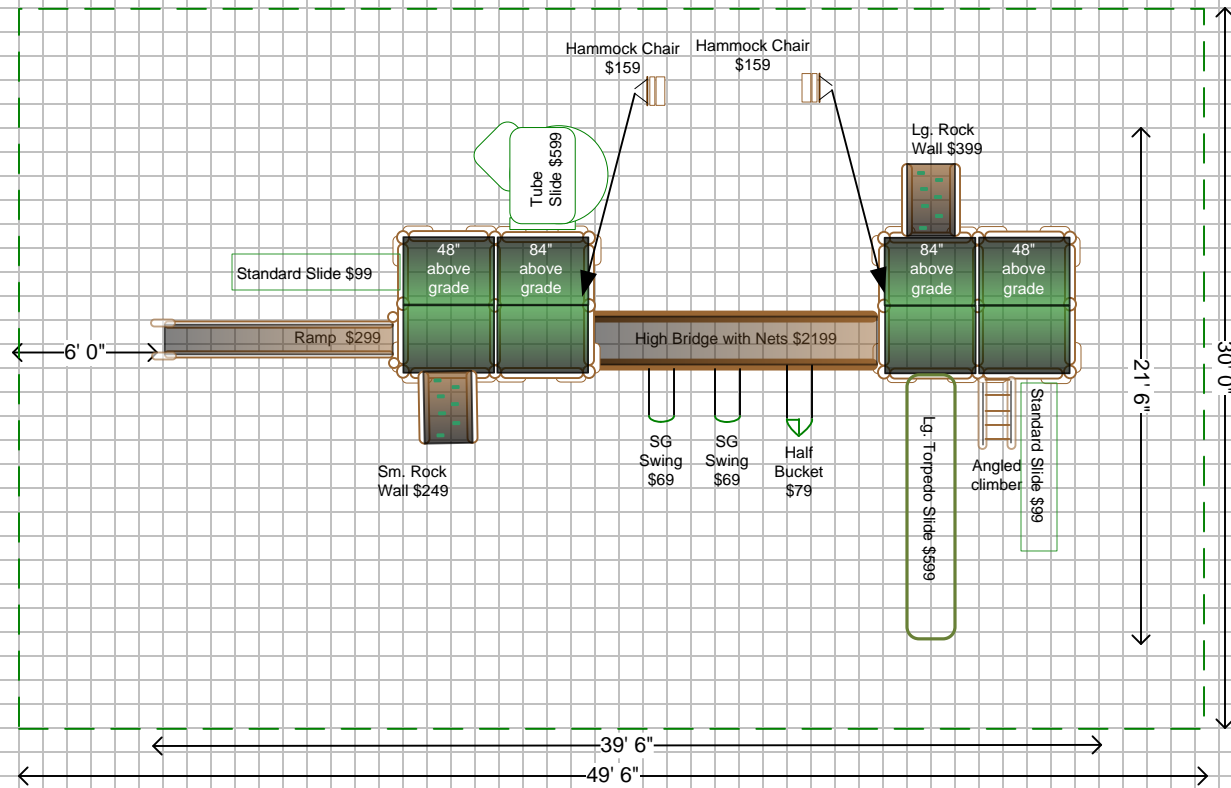 Hammock Chair
$159
Hammock Chair
$159
Lg. Rock
Wall $399
Tube
Slide $599
48"
above
grade
84"
above
grade
84"
above
grade
48"
above
grade
Standard Slide $99
Ramp $299
High Bridge with Nets $2199
6' 0"
21' 6"
30' 0"
Sm. Rock
Wall $249
SG
Swing
$69
SG
Swing
$69
Half
Bucket
$79
Lg. Torpedo Slide $599
Angled
climber
Standard Slide $99
39' 6"
49' 6"